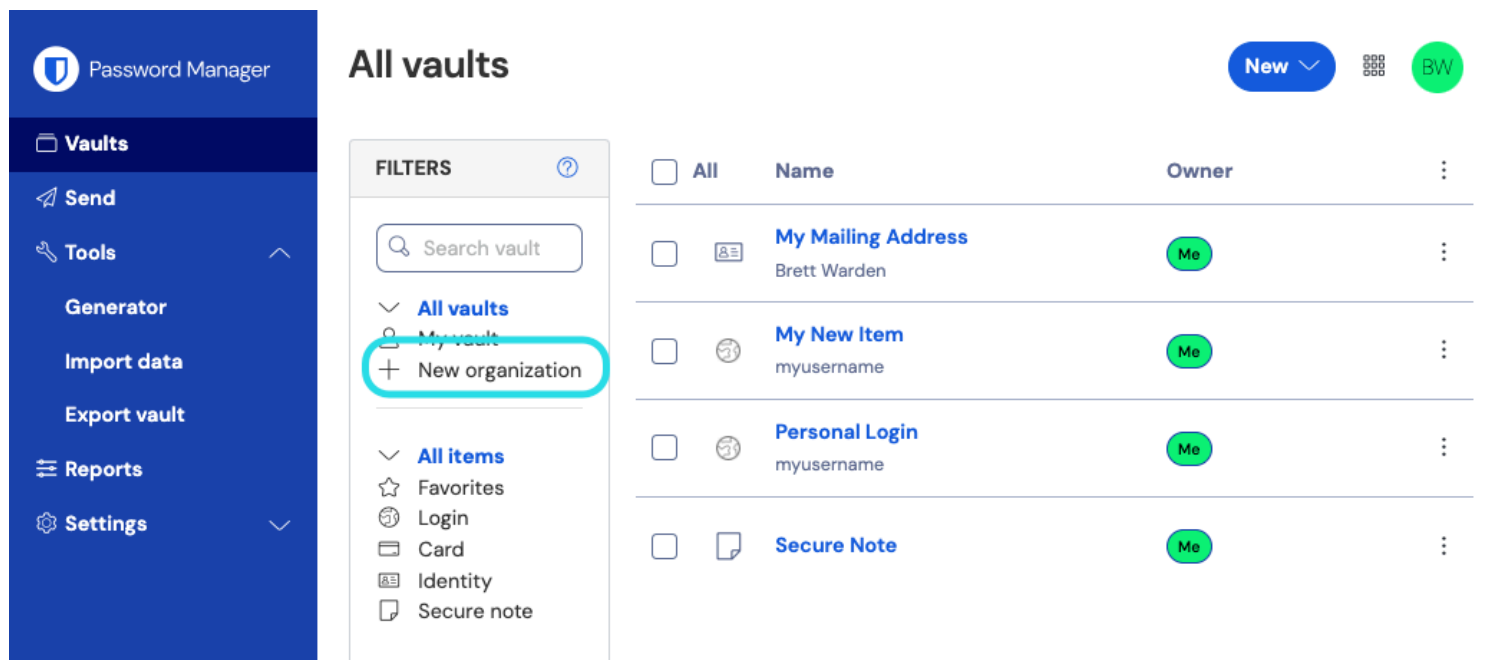 Password Manager
Vaults
Send
Tools
Generator
Import data
Export vault
Reports
Settings
All vaults
New
BW
FILTERS
Search vault
All vaults
My vault
New organization
All items
Favorites
Login
Card
Identity
Secure note
All Name Owner
My Mailing Address
Brett Warden
Me
My New Item
myusername
Me
Personal Login
myusername
Me
Secure Note
Me